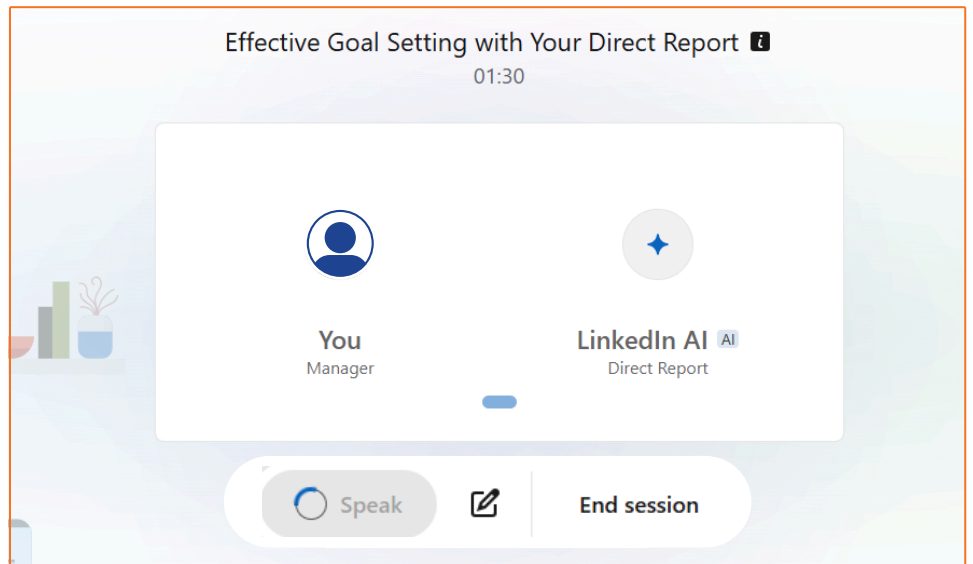 Effective Goal Setting with Your Direct Report i
01:30
You
Manager
LinkedIn AI AI
Direct Report
Speak
End session